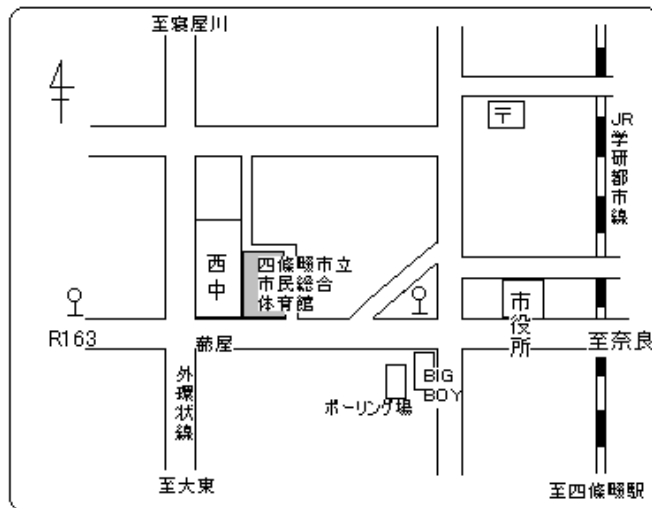 至寝屋川
〒
JR学研都市線
西中
四條畷市立
市民総合
体育館
市役所
R163
蔀屋
至奈良
外環状線
BIG
BOY
ボーリング場
至大東
至四條畷駅